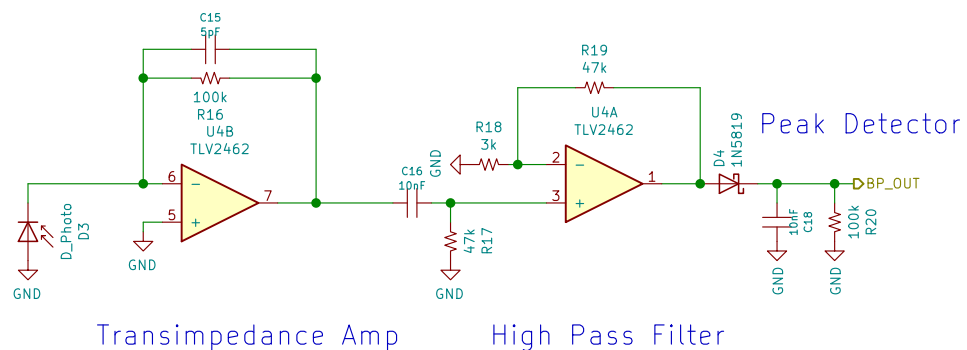 C15
5pF
100k
R16
U4B
TLV2462
6
5
7
−
+
D_Photo
D3
GND
GND
C16
10nF
47k
R17
GND
GND
R18
3k
R19
47k
U4A
TLV2462
2
3
1
−
+
D4
1N5819
Peak Detector
BP_OUT
10nF
C18
100k
R20
GND
GND
Transimpedance Amp
High Pass Filter